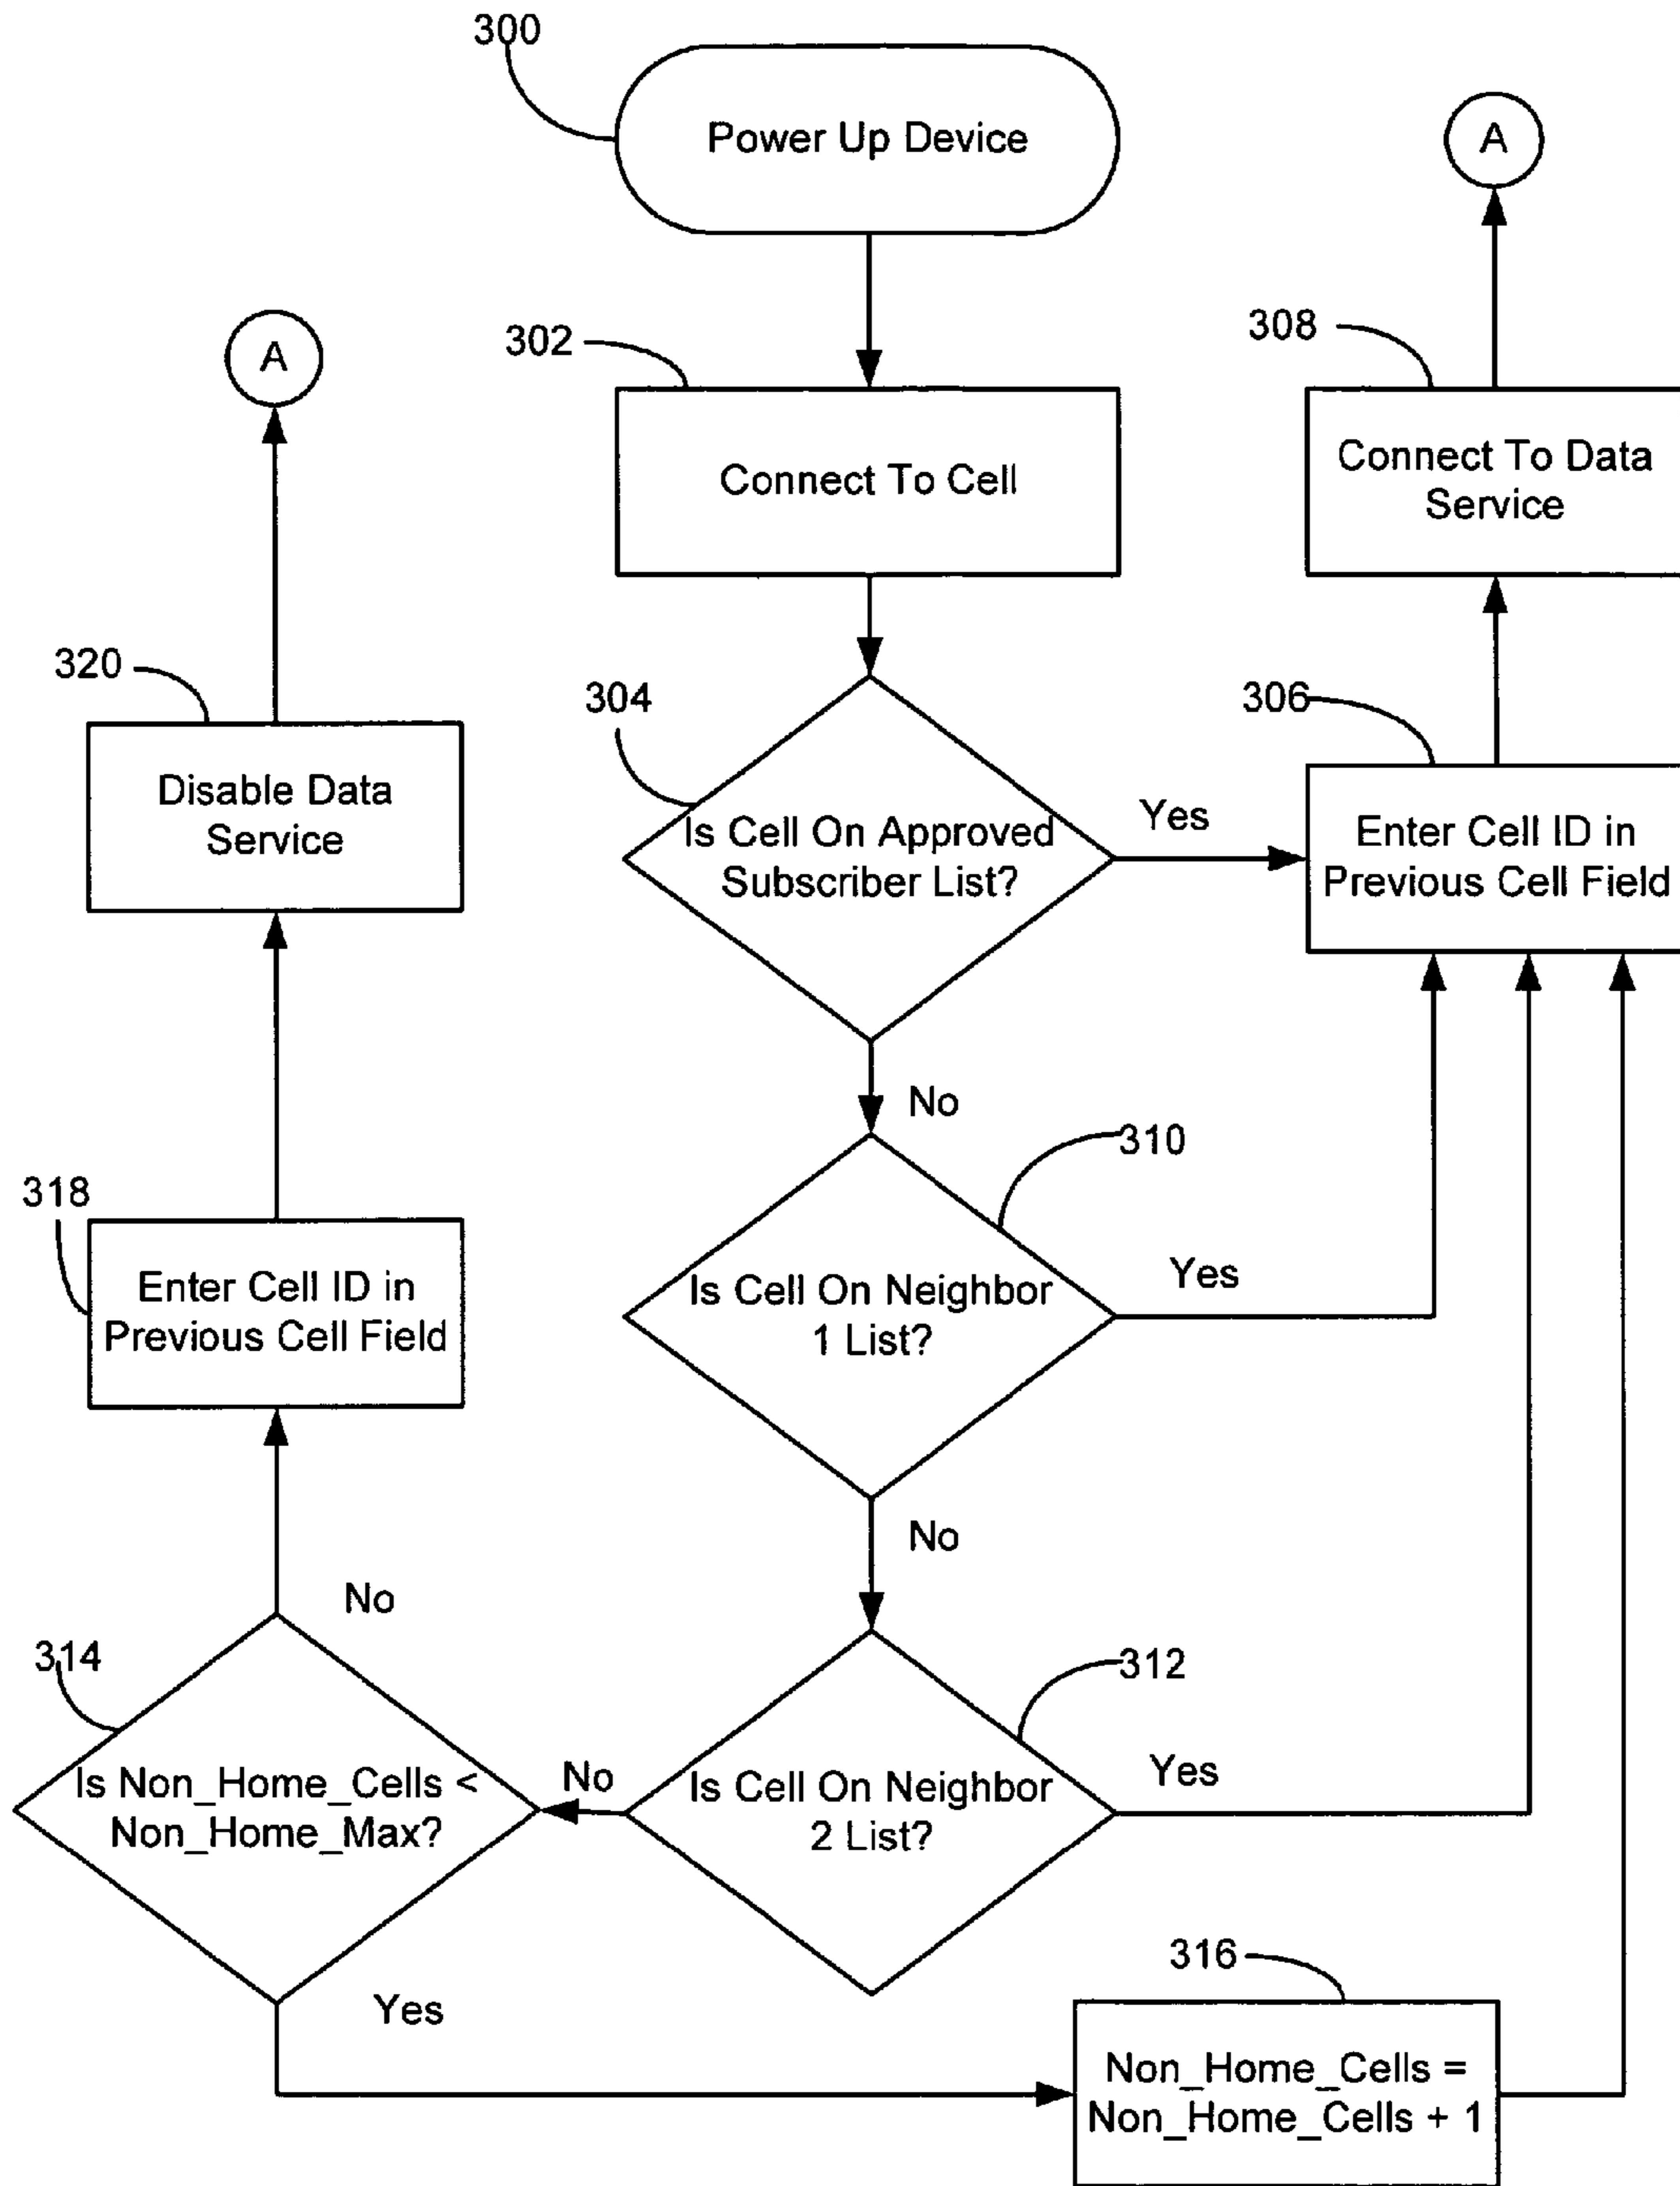 300
Power Up Device
A
A
302
Connect To Cell
308
Connect To Data
Service
320
Disable Data
Service
304
Is Cell On Approved
Subscriber List?
Yes
306
Enter Cell ID in
Previous Cell Field
No
310
318
Enter Cell ID in
Previous Cell Field
Is Cell On Neighbor
1 List?
Yes
No
No
314
Is Non_Home_Cells <
Non_Home_Max?
No
312
Is Cell On Neighbor
2 List?
Yes
Yes
316
Non_Home_Cells =
Non_Home_Cells + 1